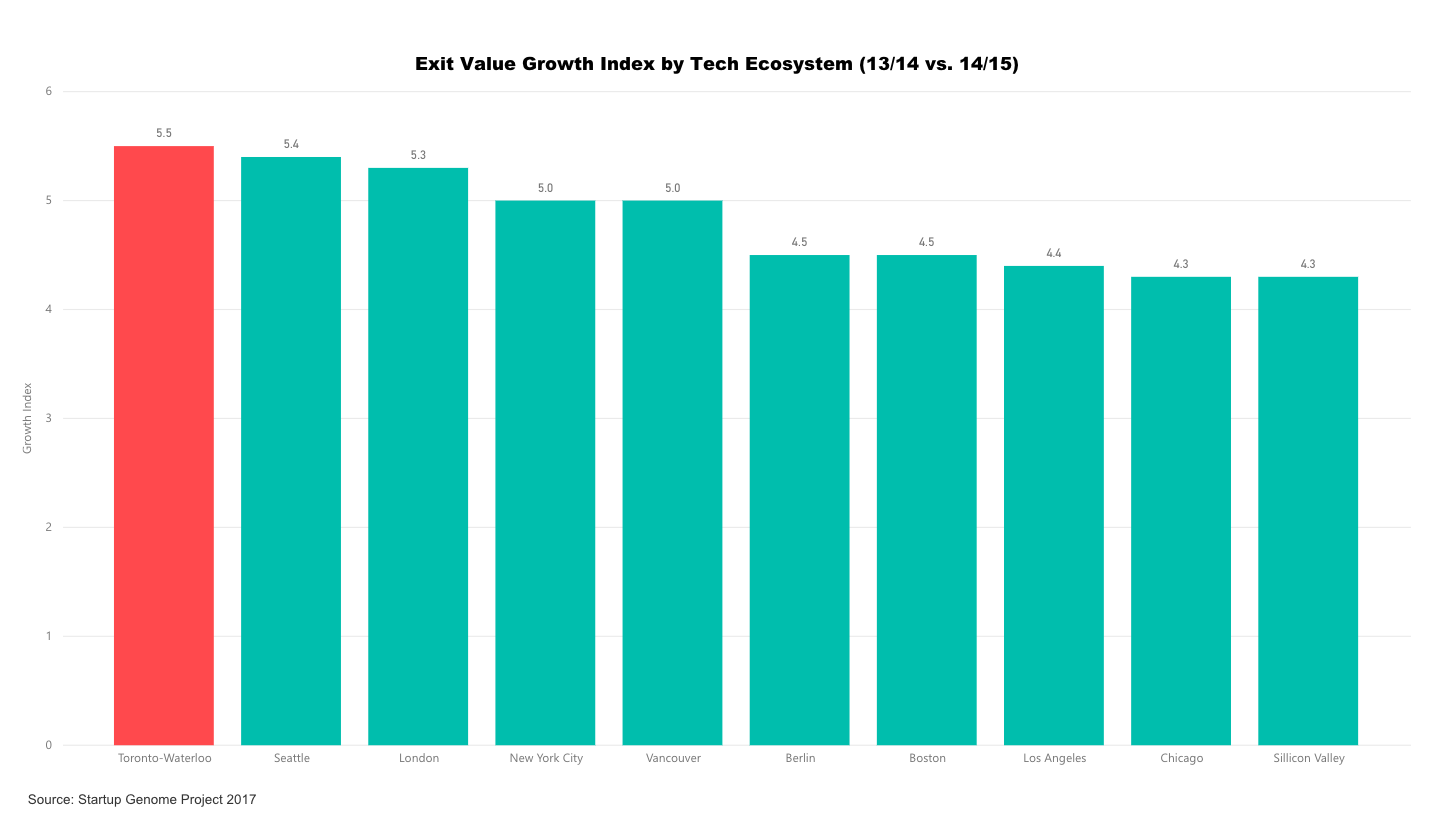 Exit Value Growth Index by Tech Ecosystem (13/14 vs. 14/15)
6
5
4
3
2
1
0
Growth Index
5.5
5.4
5.3
5.0
5.0
4.5
4.5
4.4
4.3
4.3
Toronto-Waterloo
Seattle
London
New York City
Vancouver
Berlin
Boston
Los Angeles
Chicago
Sillicon Valley
Source: Startup Genome Project 2017